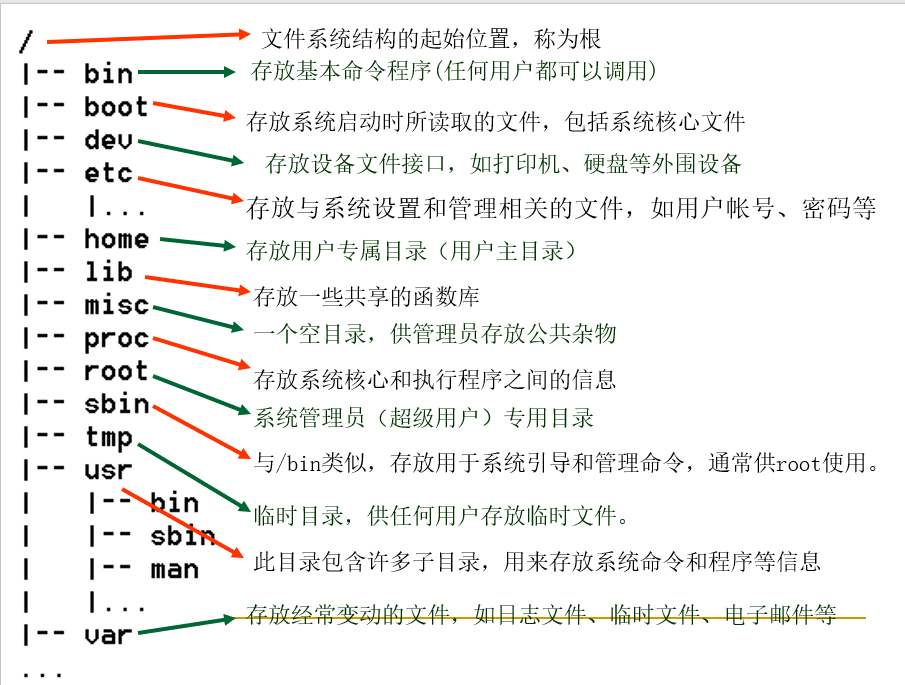 / 文件系统结构的起始位置，称为根
|-- bin 存放基本命令程序(任何用户都可以调用)
|-- boot 存放系统启动时所读取的文件，包括系统核心文件
|-- dev 存放设备文件接口，如打印机、硬盘等外围设备
|-- etc 存放与系统设置和管理相关的文件，如用户帐号、密码等
| |...
|-- home 存放用户专属目录（用户主目录）
|-- lib 存放一些共享的函数库
|-- misc 一个空目录，供管理员存放公共杂物
|-- proc 存放系统核心和执行程序之间的信息
|-- root 系统管理员（超级用户）专用目录
|-- sbin 与/bin类似，存放用于系统引导和管理命令，通常供root使用。
|-- tmp 临时目录，供任何用户存放临时文件。
|-- usr 此目录包含许多子目录，用来存放系统命令和程序等信息
| |-- bin
| |-- sbin
| |-- man
| |...
|-- var 存放经常变动的文件，如日志文件、临时文件、电子邮件等
...